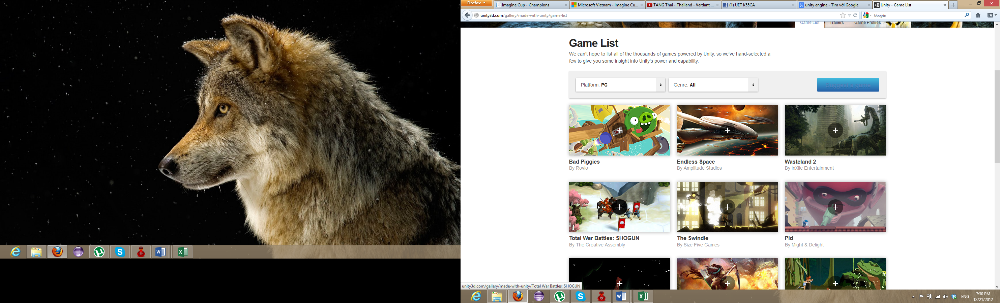 Firefox
Imagine Cup - Champions
Microsoft Vietnam - Imagine Cu...
TANG Thai - Thailand - Verdant ...
(1) UET K55CA
unity engine - Tìm với Google
Unity - Game List
unity3d.com/gallery/made-with-unity/game-list
Google
Game List
Trailers
Game Profiles
Game List
We can't hope to list all of the thousands of games powered by Unity, so we've hand-selected a
few to give you some insight into Unity's power and capability.
Platform: PC
Genre: All
Suggest a game
TNT
Bad Piggies
By Rovio
Endless Space
By Amplitude Studios
Wasteland 2
By inXile Entertainment
Total War Battles: SHOGUN
By The Creative Assembly
The Swindle
By Size Five Games
Pid
By Might & Delight
unity3d.com/gallery/made-with-unity/Total War Battles: SHOGUN
ENG
7:30 PM
12/21/2012